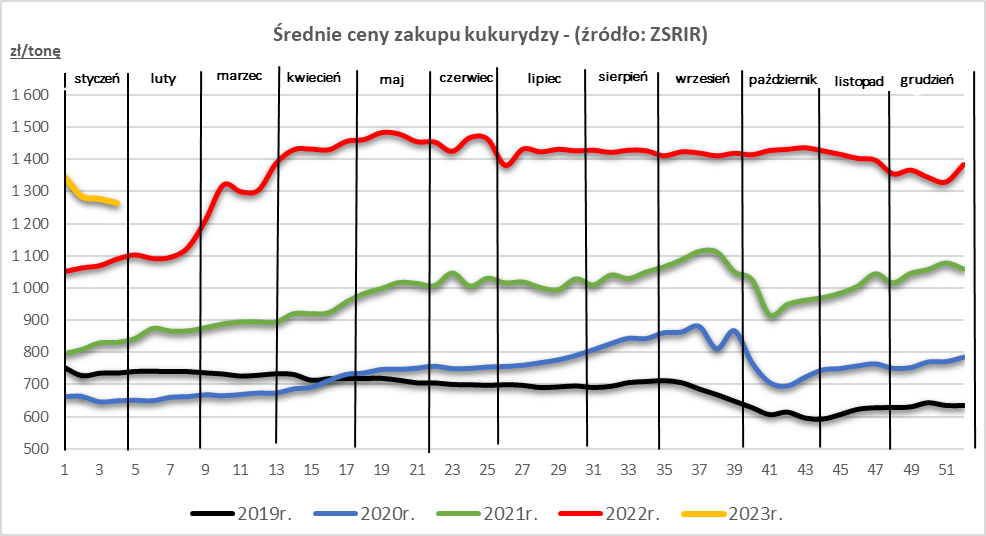 Średnie ceny zakupu kukurydzy - (źródło: ZSRIR)
zł/tonę
styczeń luty marzec kwiecień maj czerwiec lipiec sierpień wrzesień październik listopad grudzień
1 600
1 500
1 400
1 300
1 200
1 100
1 000
900
800
700
600
500
1 3 5 7 9 11 13 15 17 19 21 23 25 27 29 31 33 35 37 39 41 43 45 47 49 51
2019r. 2020r. 2021r. 2022r. 2023r.